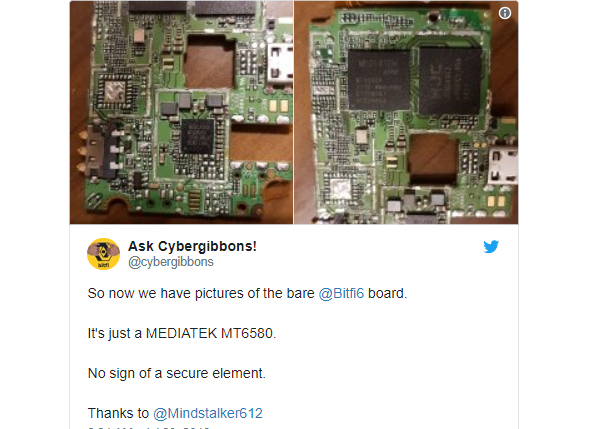 MEDIATEK
Ask Cybergibbons!
@cybergibbons
So now we have pictures of the bare @Bitfi6 board.
It's just a MEDIATEK MT6580.
No sign of a secure element.
Thanks to @Mindstalker612